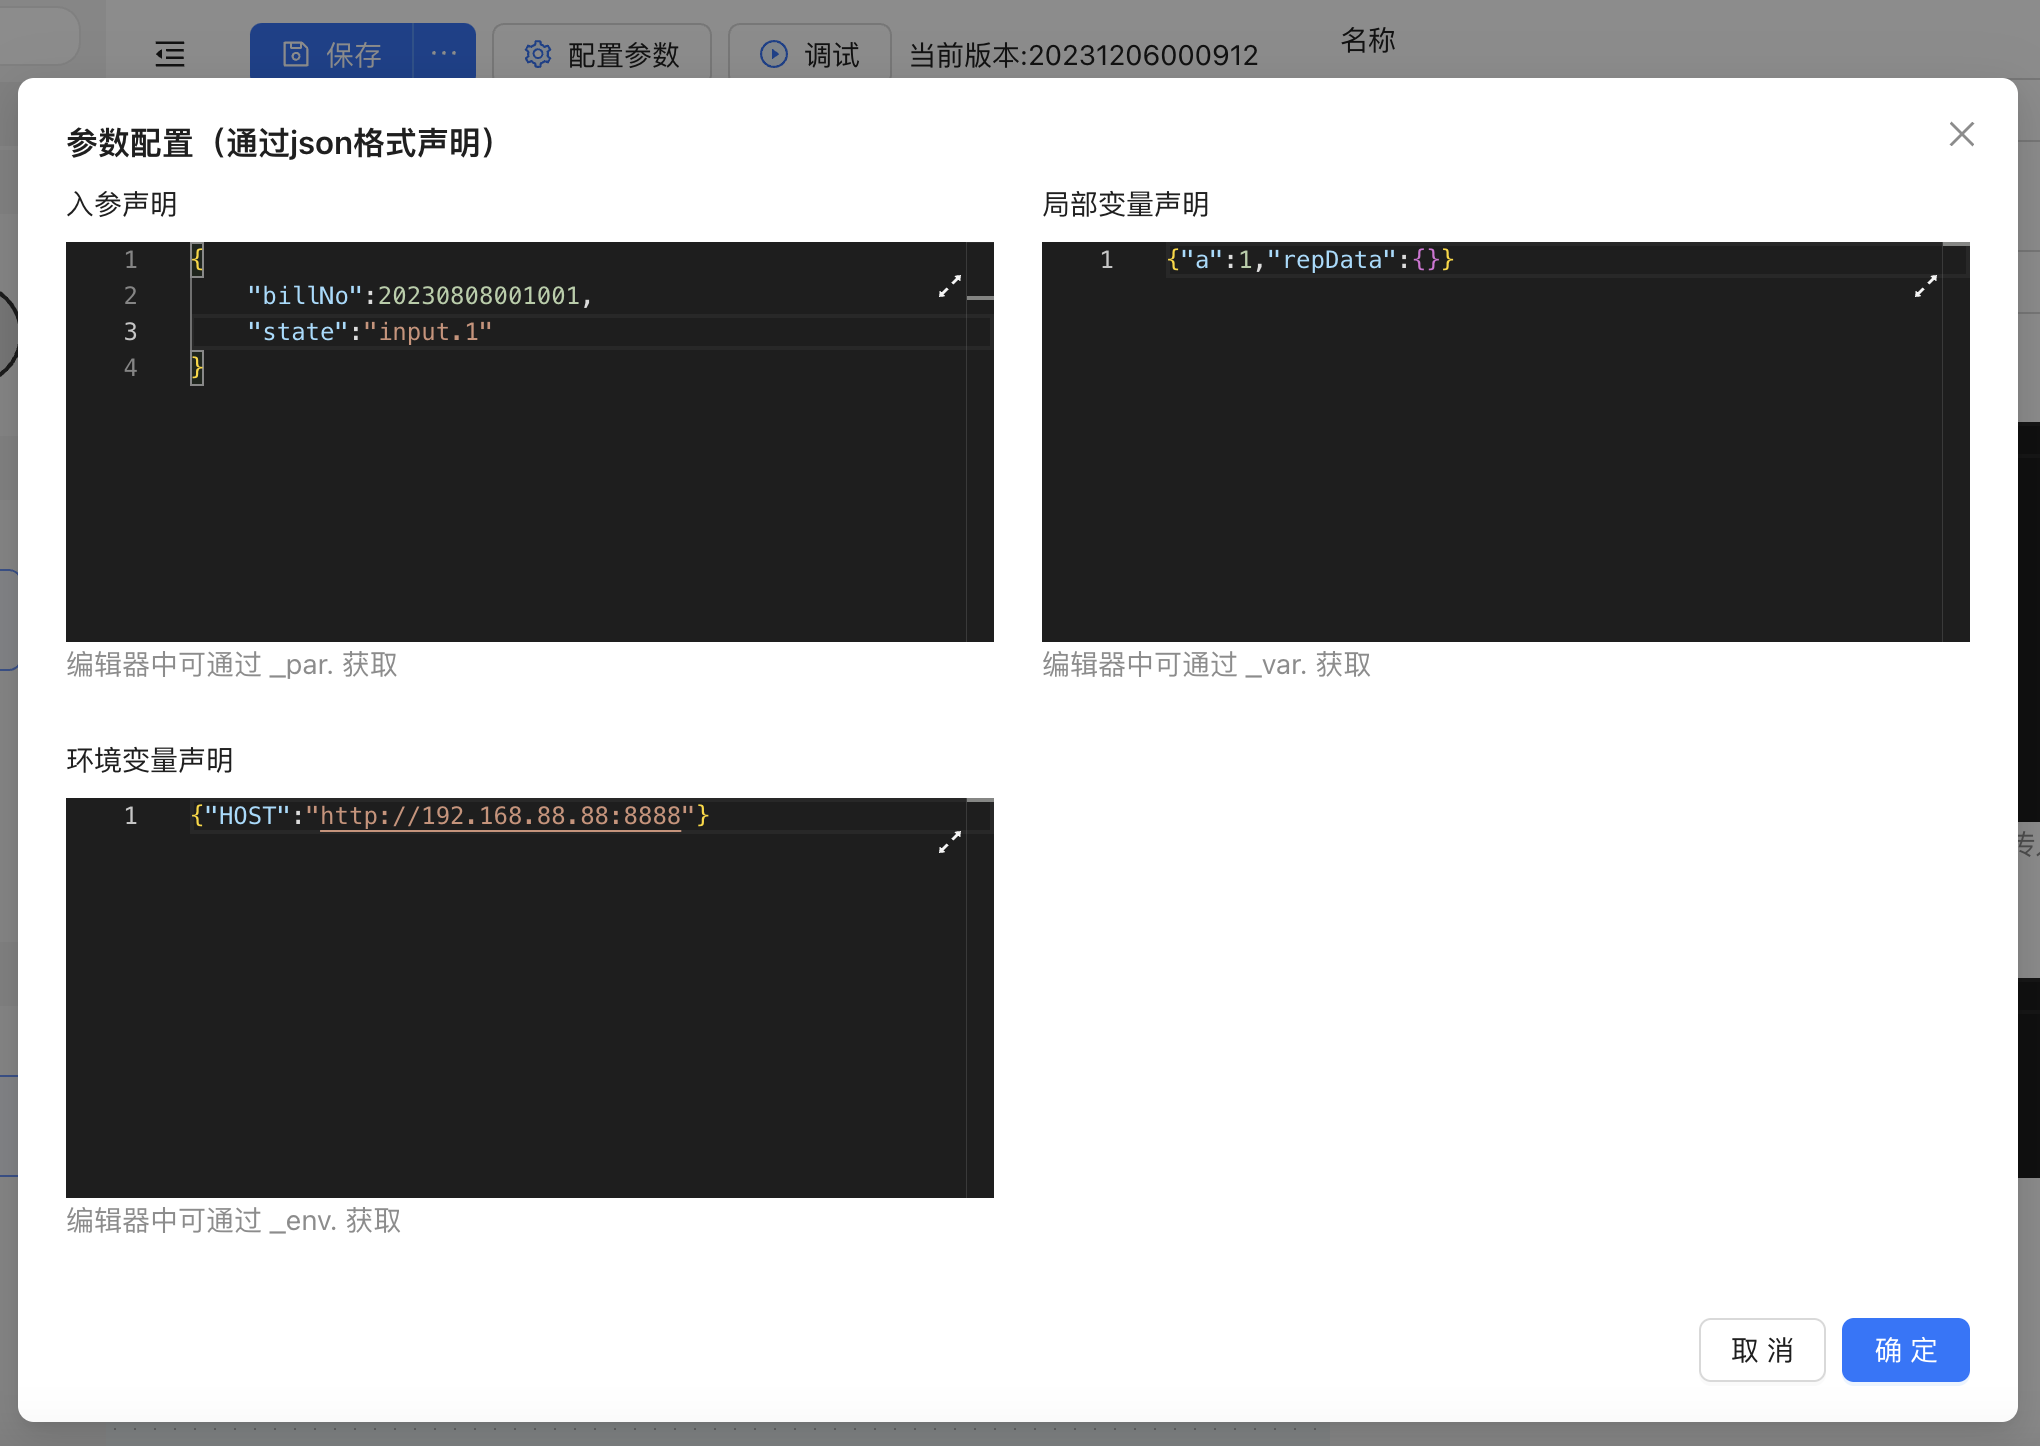 保存 ···
配置参数
调试
当前版本:20231206000912
名称
参数配置（通过json格式声明）
入参声明
1 {
2 "billNo":20230808001001,
3 "state":"input.1"
4 }
编辑器中可通过 _par. 获取
局部变量声明
1 {"a":1,"repData":{}}
编辑器中可通过 _var. 获取
环境变量声明
1 {"HOST":"http://192.168.88.88:8888"}
编辑器中可通过 _env. 获取
取 消
确 定